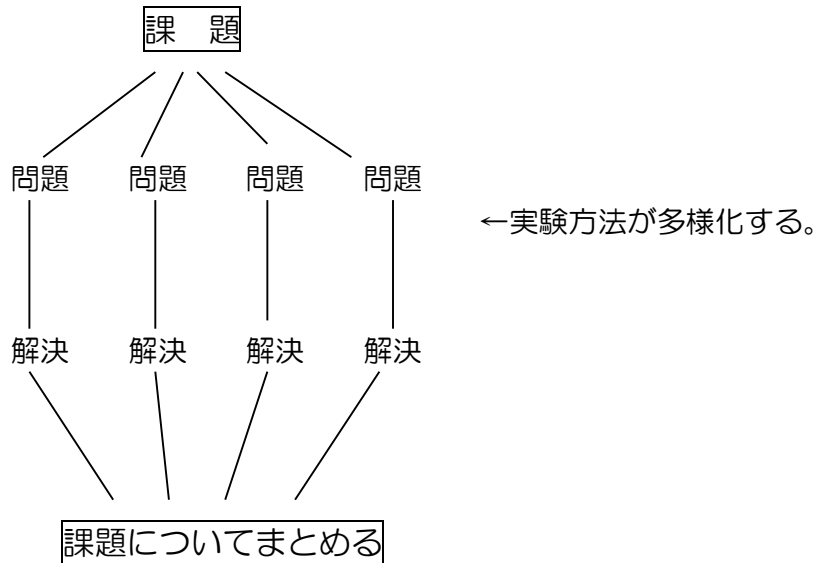 課　題
問題　問題　問題　問題
←実験方法が多様化する。
解決　解決　解決　解決
課題についてまとめる